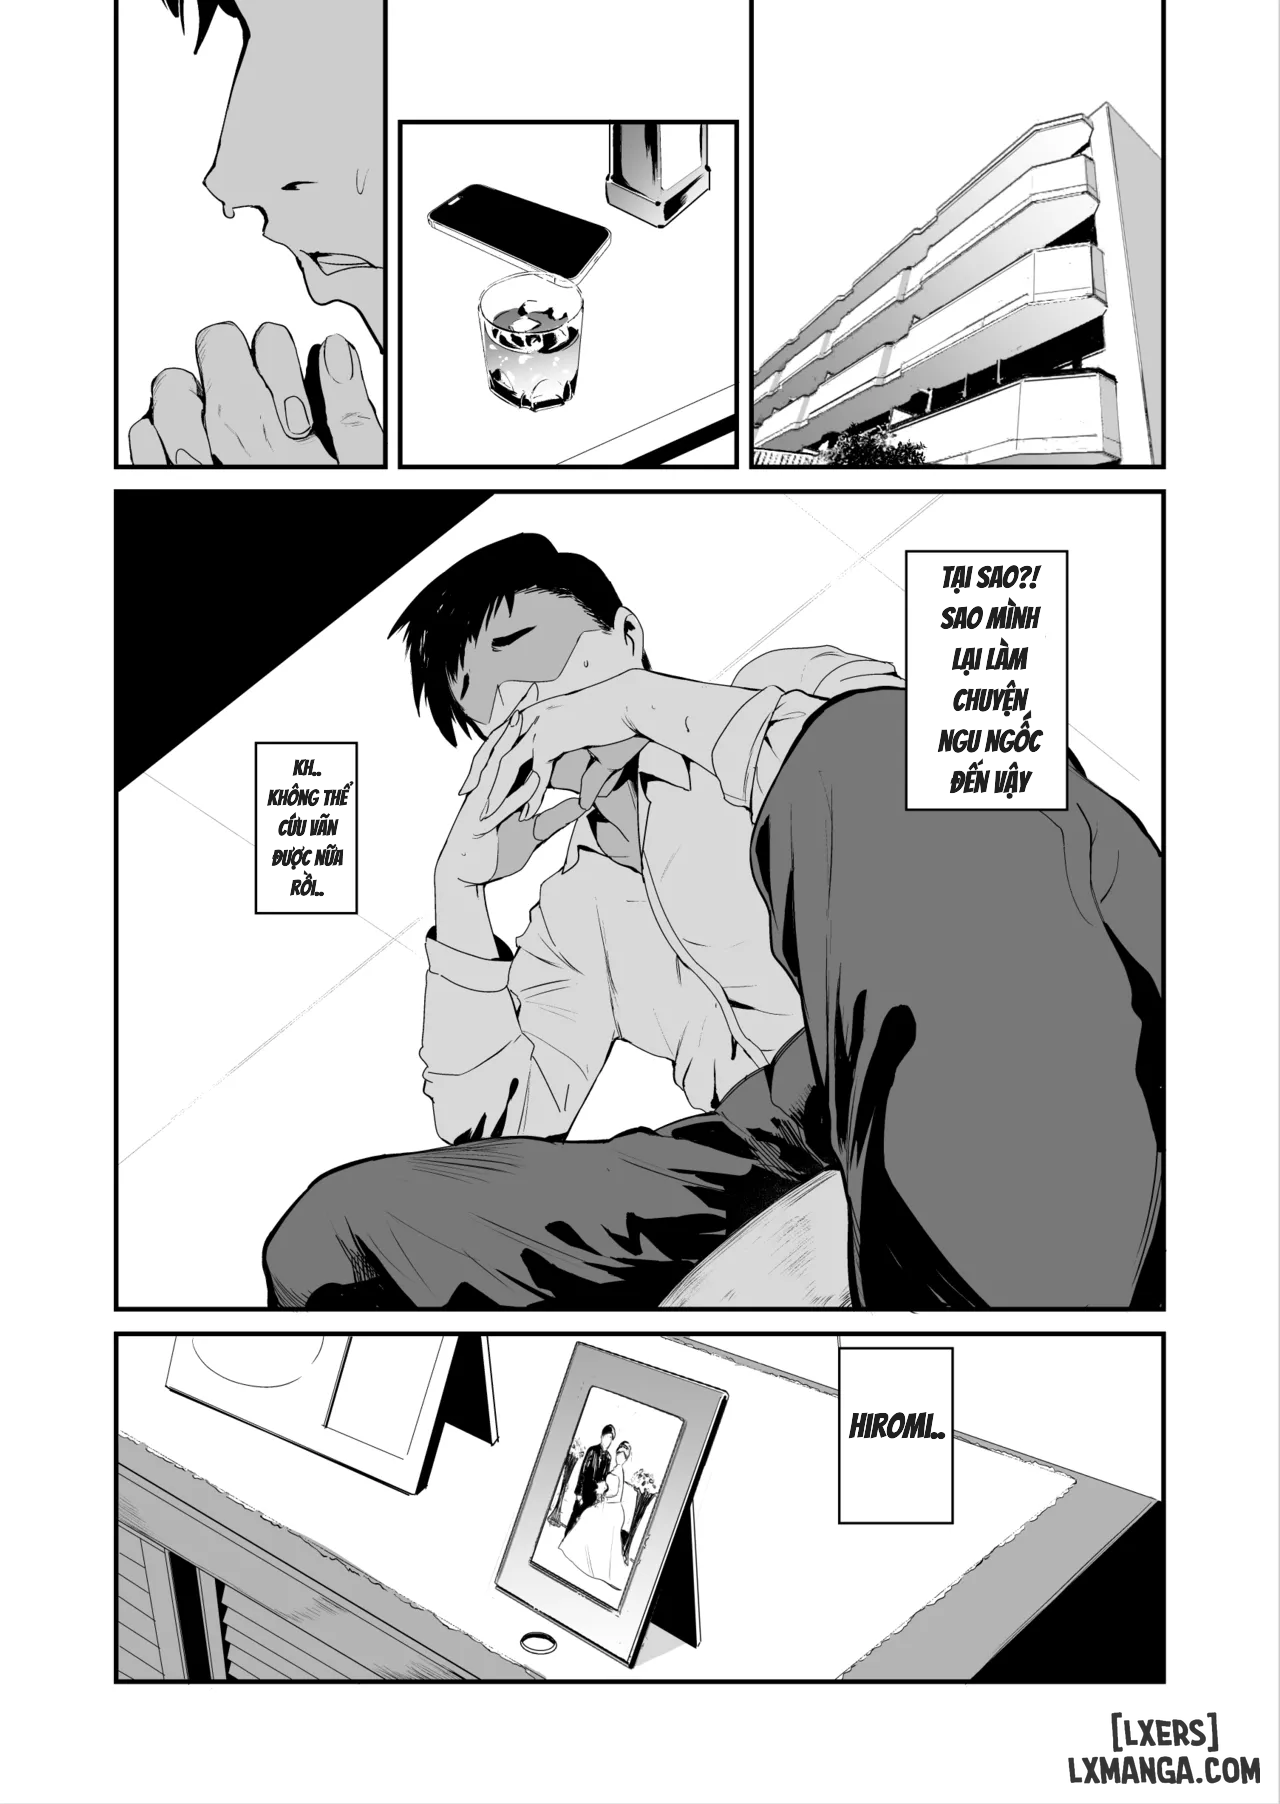 TẠI SAO?!
SAO MÌNH
LẠI LÀM
CHUYỆN
NGU NGỐC
ĐẾN VẬY
KH..
KHÔNG THỂ
CỨU VÃN
ĐƯỢC NỮA
RỒI..
HIROMI..
[LXERS]
LXMANGA.COM